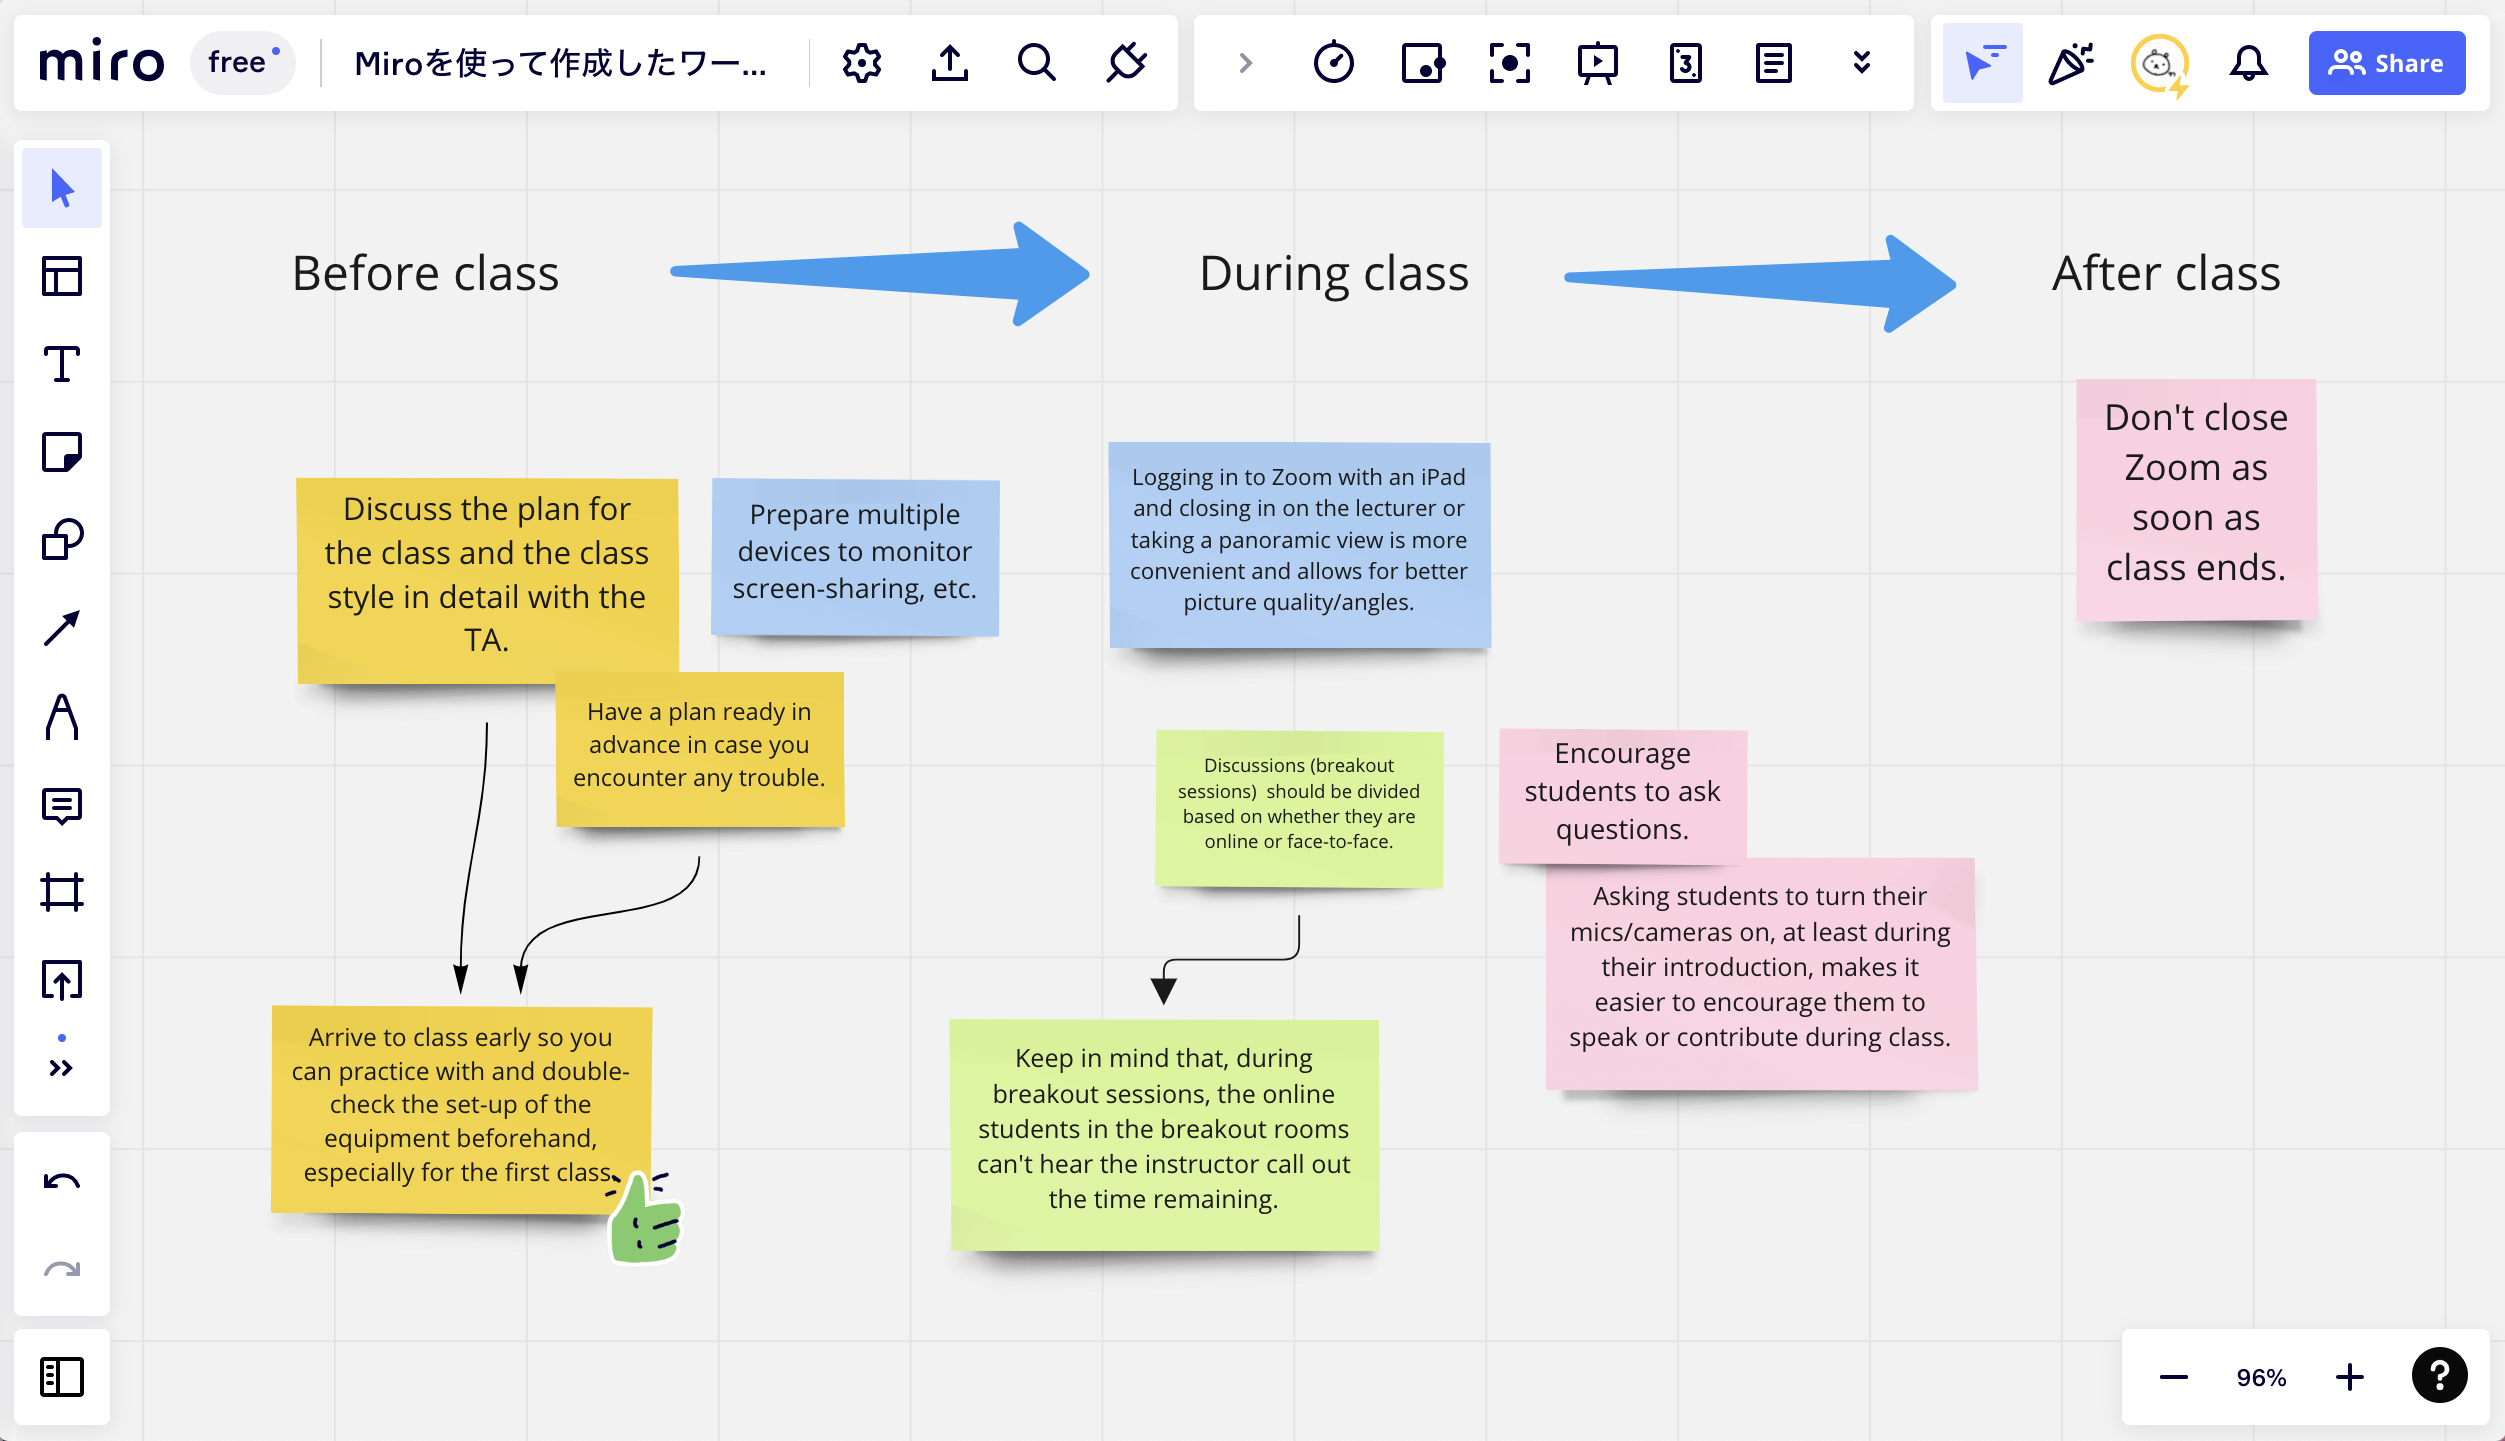 miro
free
Miroを使って作成したワー...
3
Share
Before class
During class
After class
Discuss the plan for
the class and the class
style in detail with the
TA.
Prepare multiple
devices to monitor
screen-sharing, etc.
Have a plan ready in
advance in case you
encounter any trouble.
Arrive to class early so you
can practice with and double-
check the set-up of the
equipment beforehand,
especially for the first class.
Logging in to Zoom with an iPad
and closing in on the lecturer or
taking a panoramic view is more
convenient and allows for better
picture quality/angles.
Discussions (breakout
sessions)  should be divided
based on whether they are
online or face-to-face.
Keep in mind that, during
breakout sessions, the online
students in the breakout rooms
can't hear the instructor call out
the time remaining.
Encourage
students to ask
questions.
Asking students to turn their
mics/cameras on, at least during
their introduction, makes it
easier to encourage them to
speak or contribute during class.
Don't close
Zoom as
soon as
class ends.
96%
?